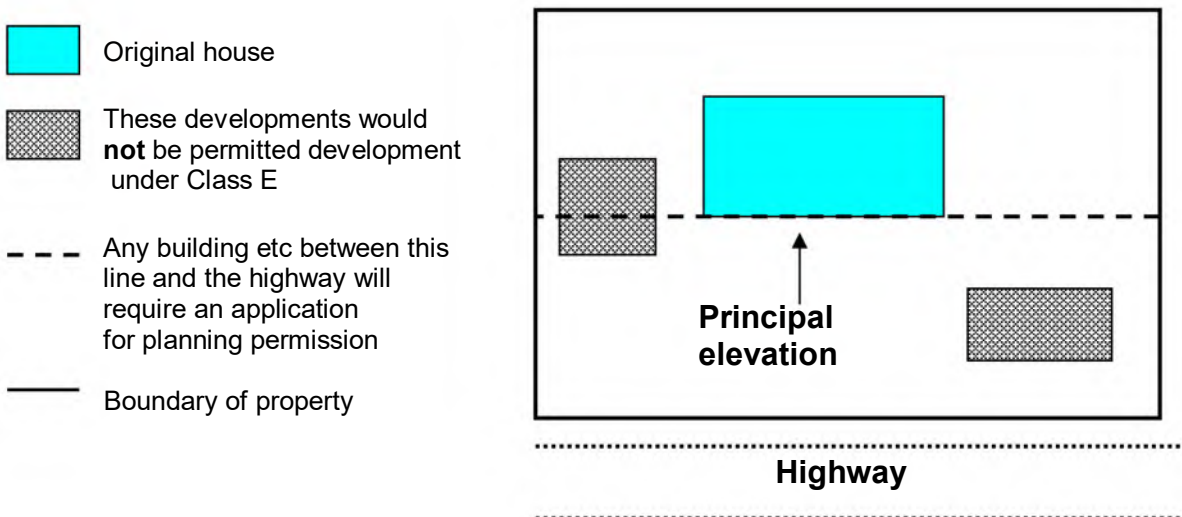 Original house
These developments would
not be permitted development
under Class E
Any building etc between this
line and the highway will
require an application
for planning permission
Boundary of property
Principal
elevation
Highway